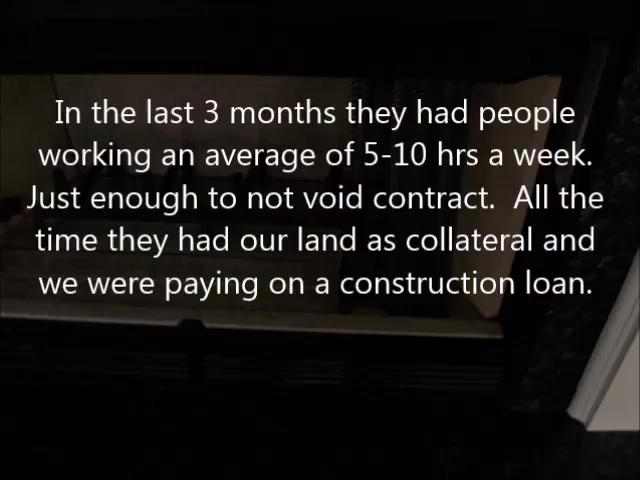 In the last 3 months they had people
working an average of 5-10 hrs a week.
Just enough to not void contract.  All the
time they had our land as collateral and
we were paying on a construction loan.